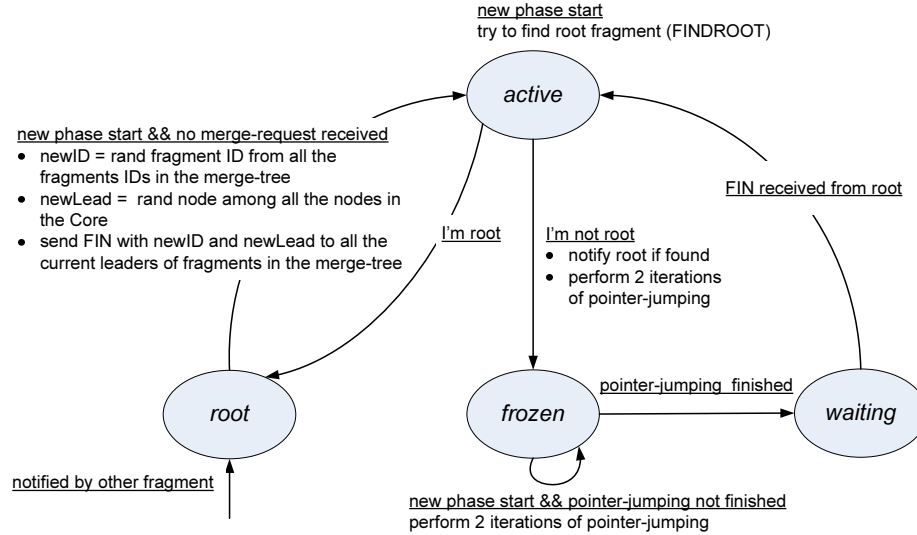 new phase start
try to find root fragment (FINDROOT)
active
new phase start && no merge-request received
• newID = rand fragment ID from all the
fragments IDs in the merge-tree
• newLead = rand node among all the nodes in
the Core
• send FIN with newID and newLead to all the
current leaders of fragments in the merge-tree
FIN received from root
I'm root
I'm not root
• notify root if found
• perform 2 iterations
of pointer-jumping
root
frozen
pointer-jumping finished
waiting
notified by other fragment
new phase start && pointer-jumping not finished
perform 2 iterations of pointer-jumping